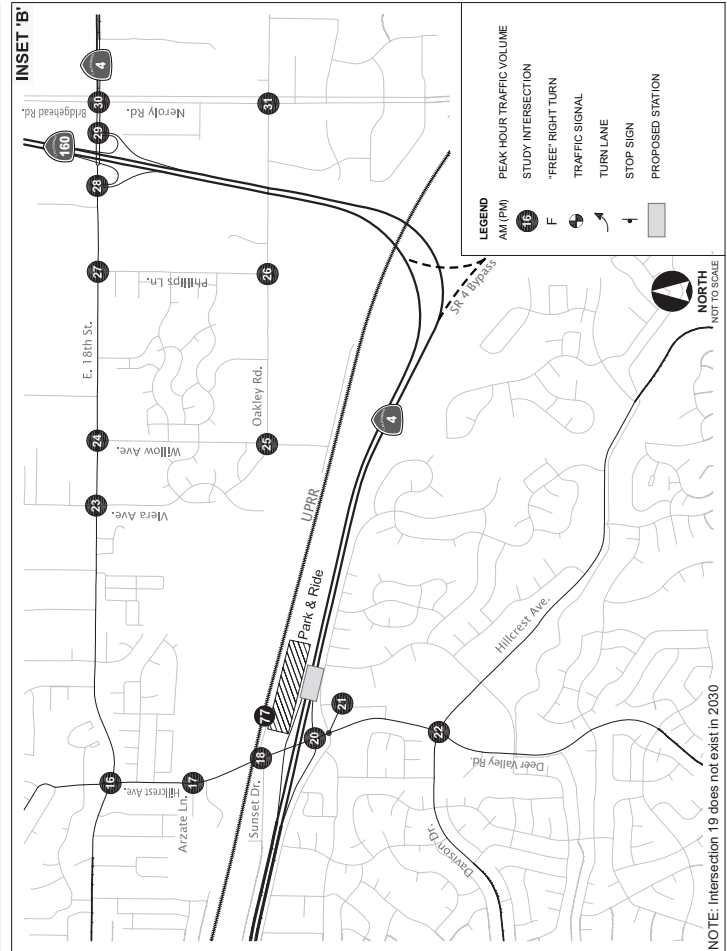 INSET 'B'
4
30
Bridgehead Rd.
Neroly Rd.
31
29
160
28
27
Phillips Ln.
26
E. 18th St.
Oakley Rd.
24
Willow Ave.
25
23
Viera Ave.
UPRR
4
SR 4 Bypass
Park & Ride
77
21
20
18
Sunset Dr.
16
Hillcrest Ave.
17
Arzate Ln.
22
Hillcrest Ave.
Deer Valley Rd.
Davison Dr.
LEGEND
AM (PM)
PEAK HOUR TRAFFIC VOLUME
16
STUDY INTERSECTION
F
"FREE" RIGHT TURN
TRAFFIC SIGNAL
TURN LANE
STOP SIGN
PROPOSED STATION
NORTH
NOT TO SCALE
NOTE: Intersection 19 does not exist in 2030